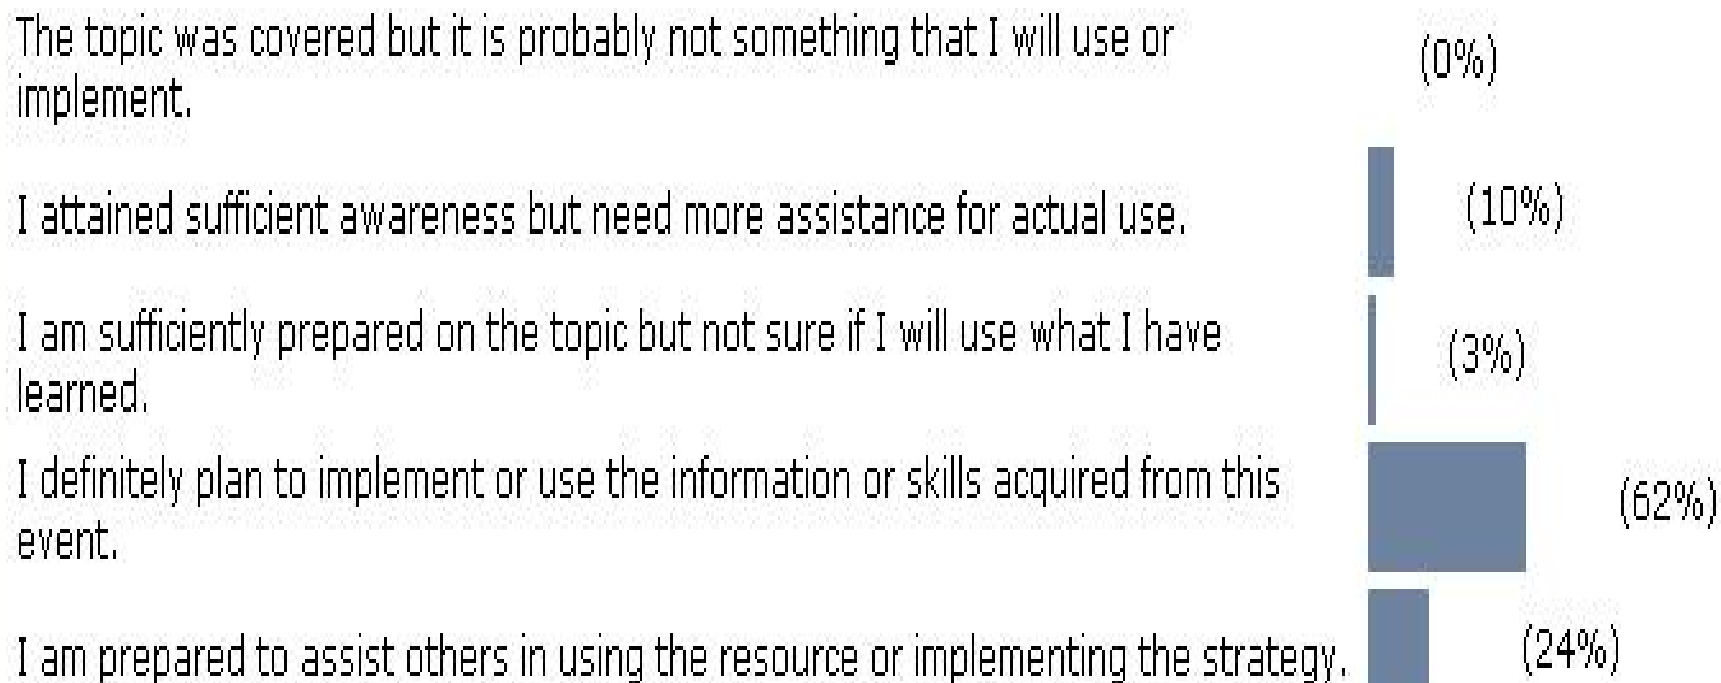 The topic was covered but it is probably not something that I will use or
implement.
(0%)
I attained sufficient awareness but need more assistance for actual use.
(10%)
I am sufficiently prepared on the topic but not sure if I will use what I have
learned.
(3%)
I definitely plan to implement or use the information or skills acquired from this
event.
(62%)
I am prepared to assist others in using the resource or implementing the strategy.
(24%)